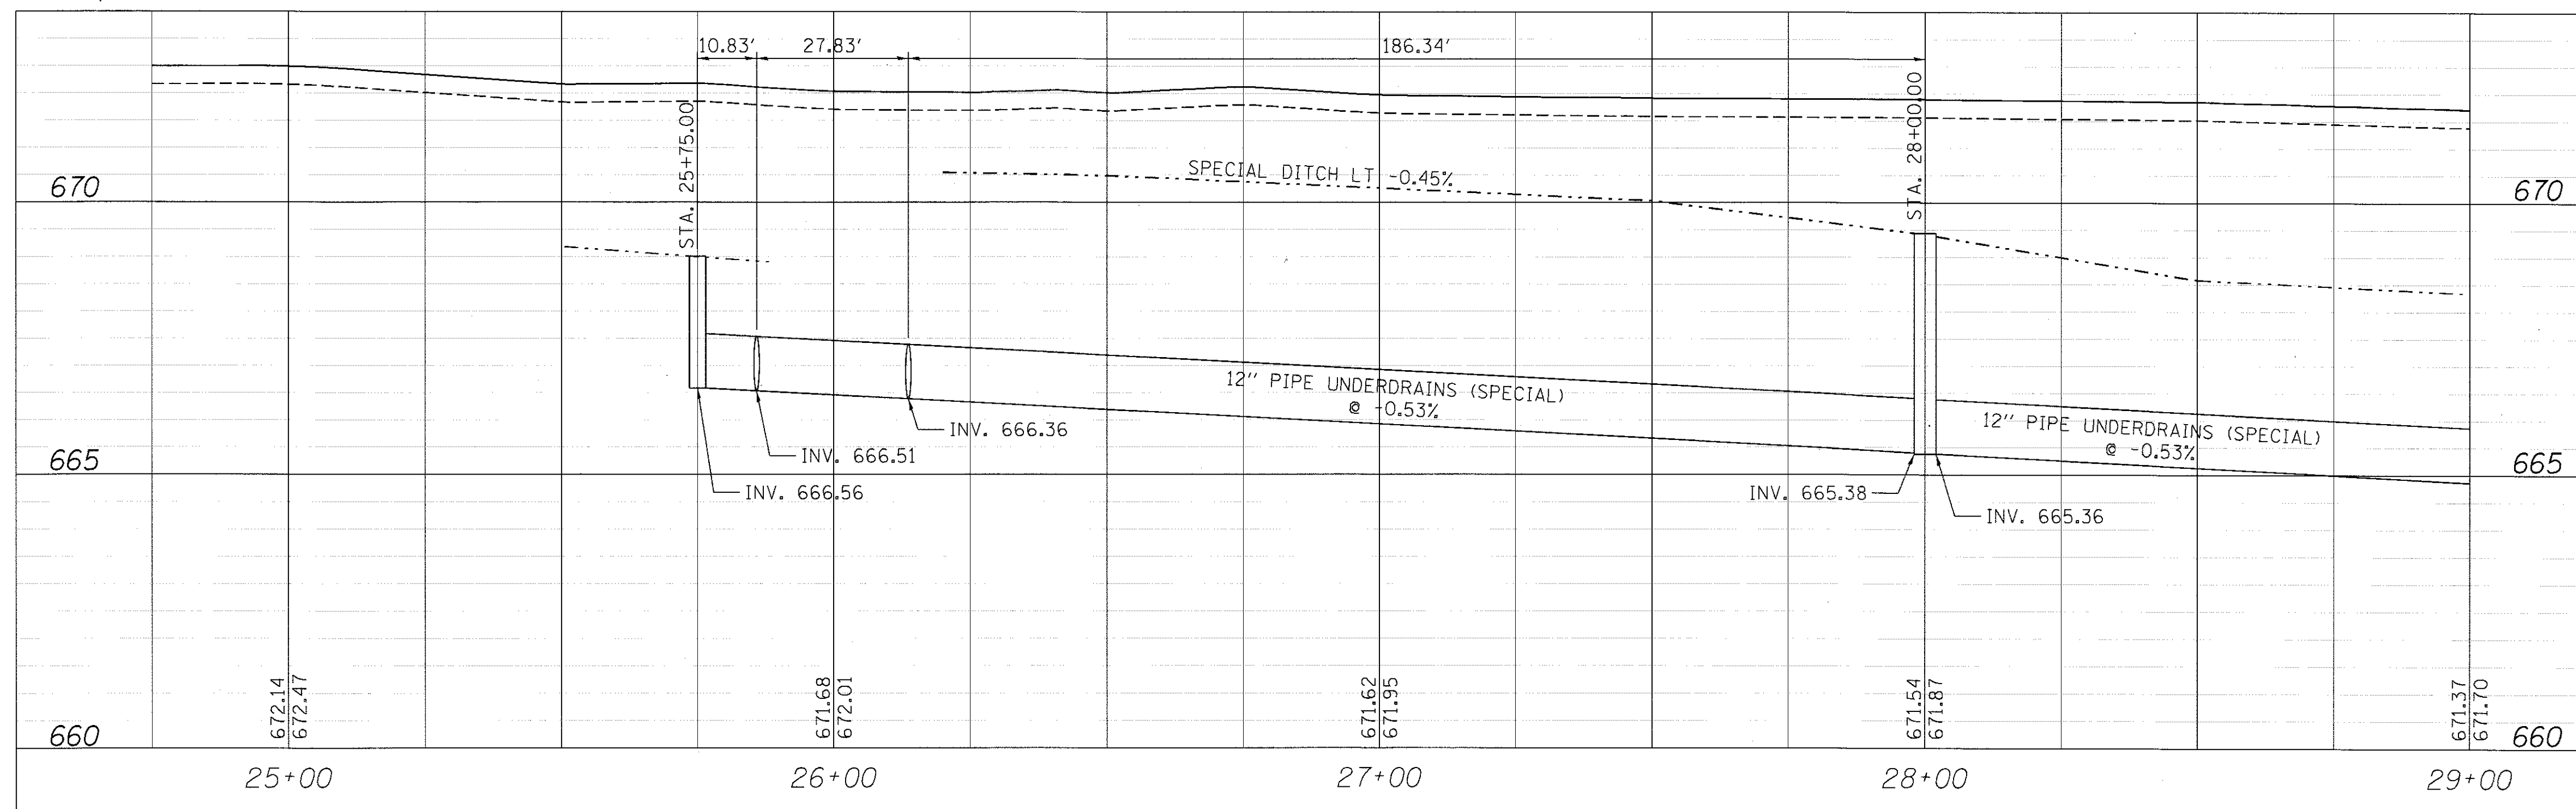 10.83' 27.83' 186.34'
STA. 25+75.00
STA. 28+00.00
SPECIAL DITCH LT -0.45%
670 670
12" PIPE UNDERDRAINS (SPECIAL)
@ -0.53%
12" PIPE UNDERDRAINS (SPECIAL)
@ -0.53%
INV. 666.36
INV. 666.51
INV. 666.56
INV. 665.38
INV. 665.36
665 665
672.14
672.47
671.68
672.01
671.62
671.95
671.54
671.87
671.37
671.70
660 660
25+00 26+00 27+00 28+00 29+00